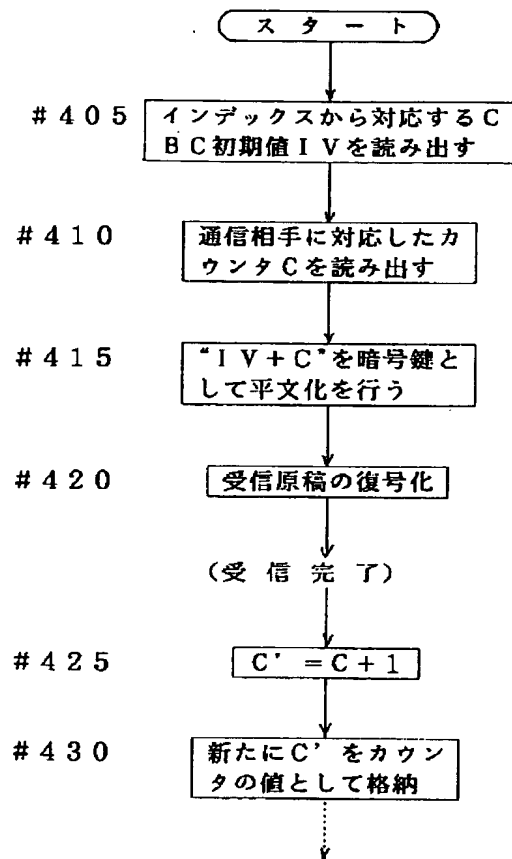 スタート
#405
インデックスから対応するC
BC初期値IVを読み出す
#410
通信相手に対応したカ
ウンタCを読み出す
#415
"IV+C"を暗号鍵と
して平文化を行う
#420
受信原稿の復号化
(受信完了)
#425
C'=C+1
#430
新たにC'をカウン
タの値として格納